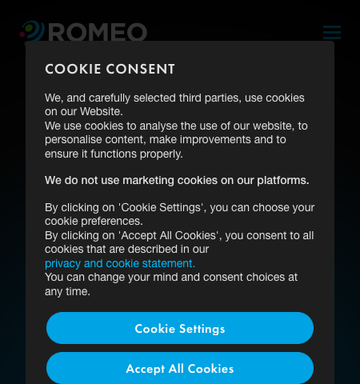 ROMEO
COOKIE CONSENT
We, and carefully selected third parties, use cookies
on our Website.
We use cookies to analyse the use of our website, to
personalise content, make improvements and to
ensure it functions properly.
We do not use marketing cookies on our platforms.
By clicking on 'Cookie Settings', you can choose your
cookie preferences.
By clicking on 'Accept All Cookies', you consent to all
cookies that are described in our
privacy and cookie statement.
You can change your mind and consent choices at
any time.
Cookie Settings
Accept All Cookies